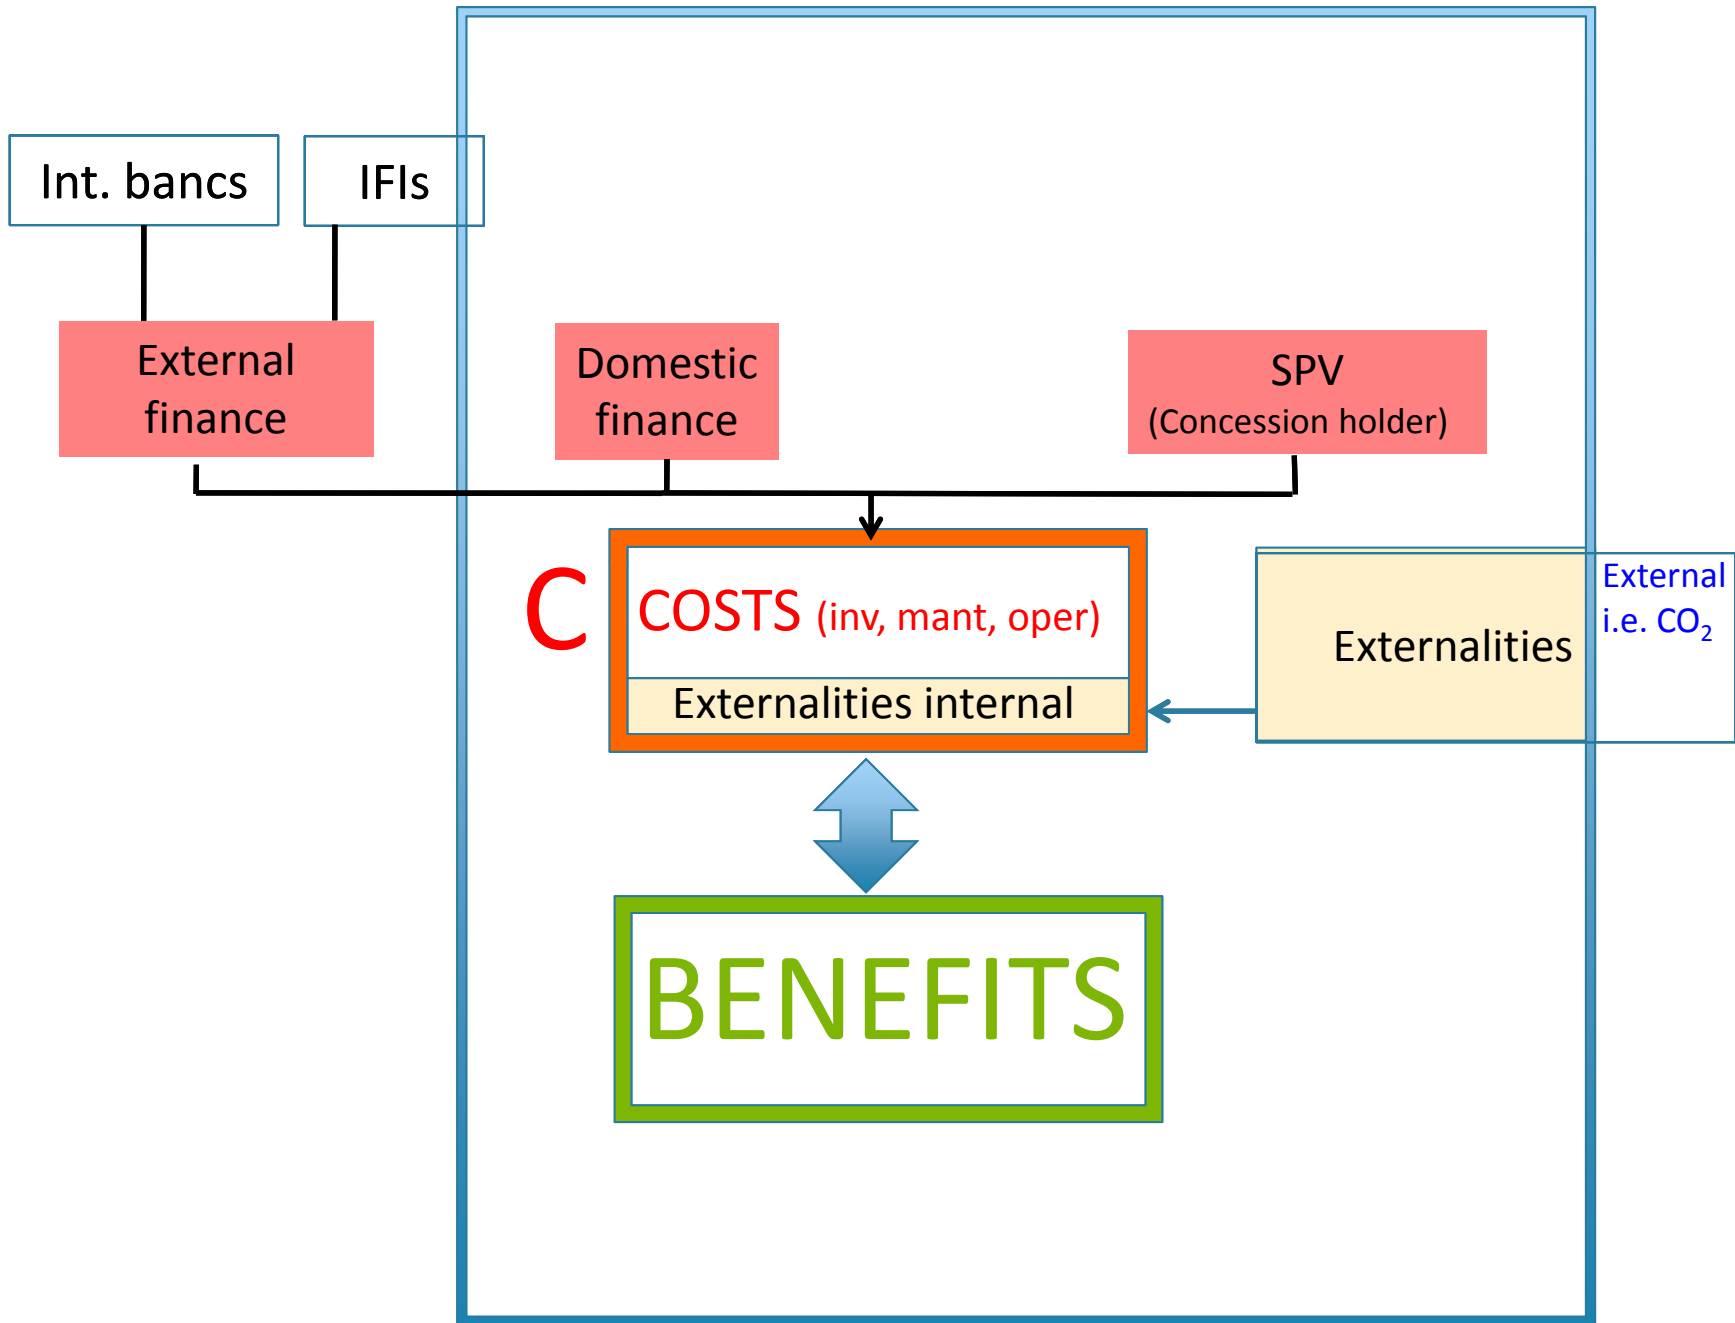 Int. bancs
IFIs
External
finance
Domestic
finance
SPV
(Concession holder)
C
COSTS (inv, mant, oper)
Externalities internal
Externalities
External
i.e. CO₂
BENEFITS